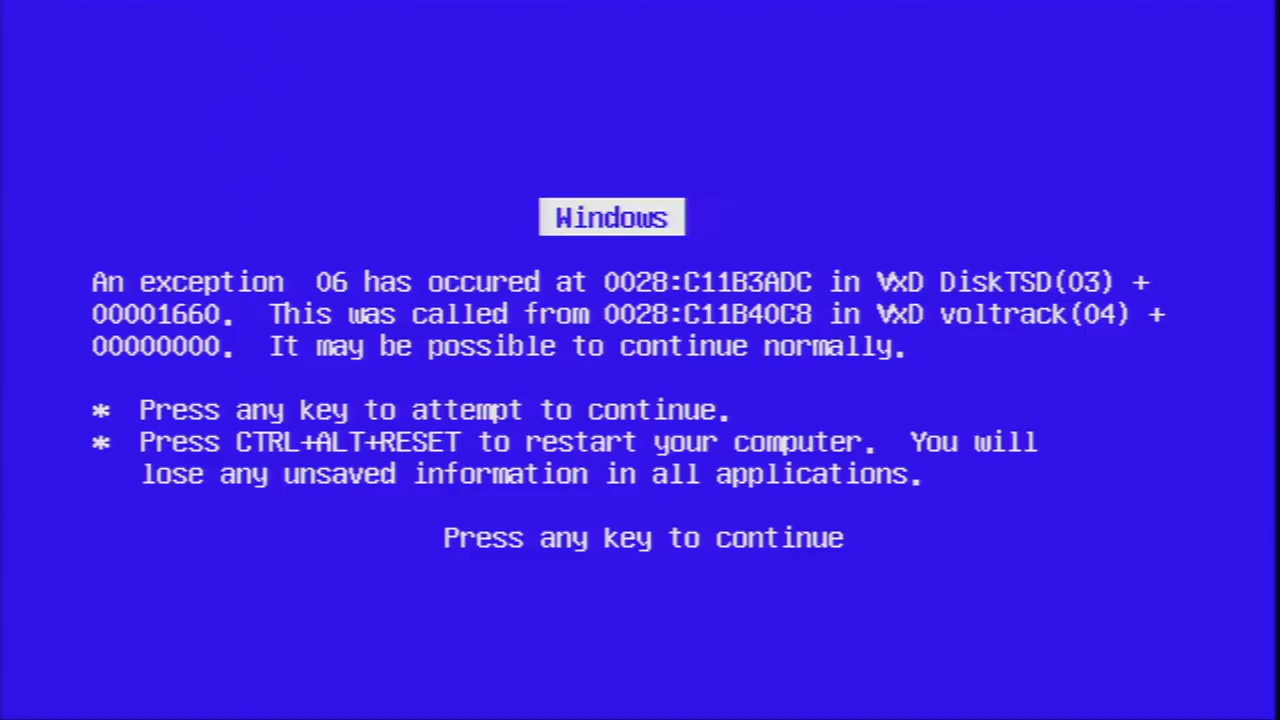 Windows
An exception  06 has occured at 0028:C11B3ADC in VxD DiskTSD(03) +
00001660.  This was called from 0028:C11B40C8 in VxD voltrack(04) +
00000000.  It may be possible to continue normally.
*  Press any key to attempt to continue.
*  Press CTRL+ALT+RESET to restart your computer.  You will
lose any unsaved information in all applications.
Press any key to continue